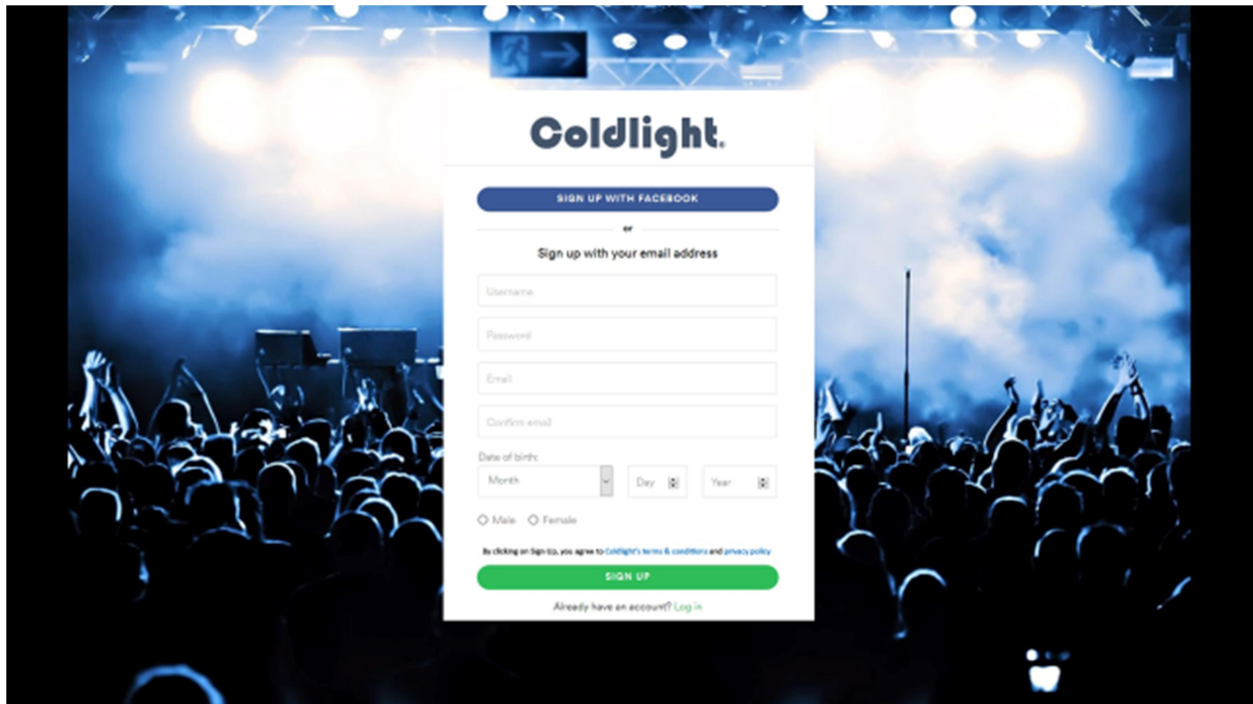 Coldlight.
SIGN UP WITH FACEBOOK
or
Sign up with your email address
Username
Password
Email
Confirm email
Date of birth:
Month Day Year
Male Female
By clicking on Sign Up, you agree to Coldlight's terms & conditions and privacy policy
SIGN UP
Already have an account? Log in